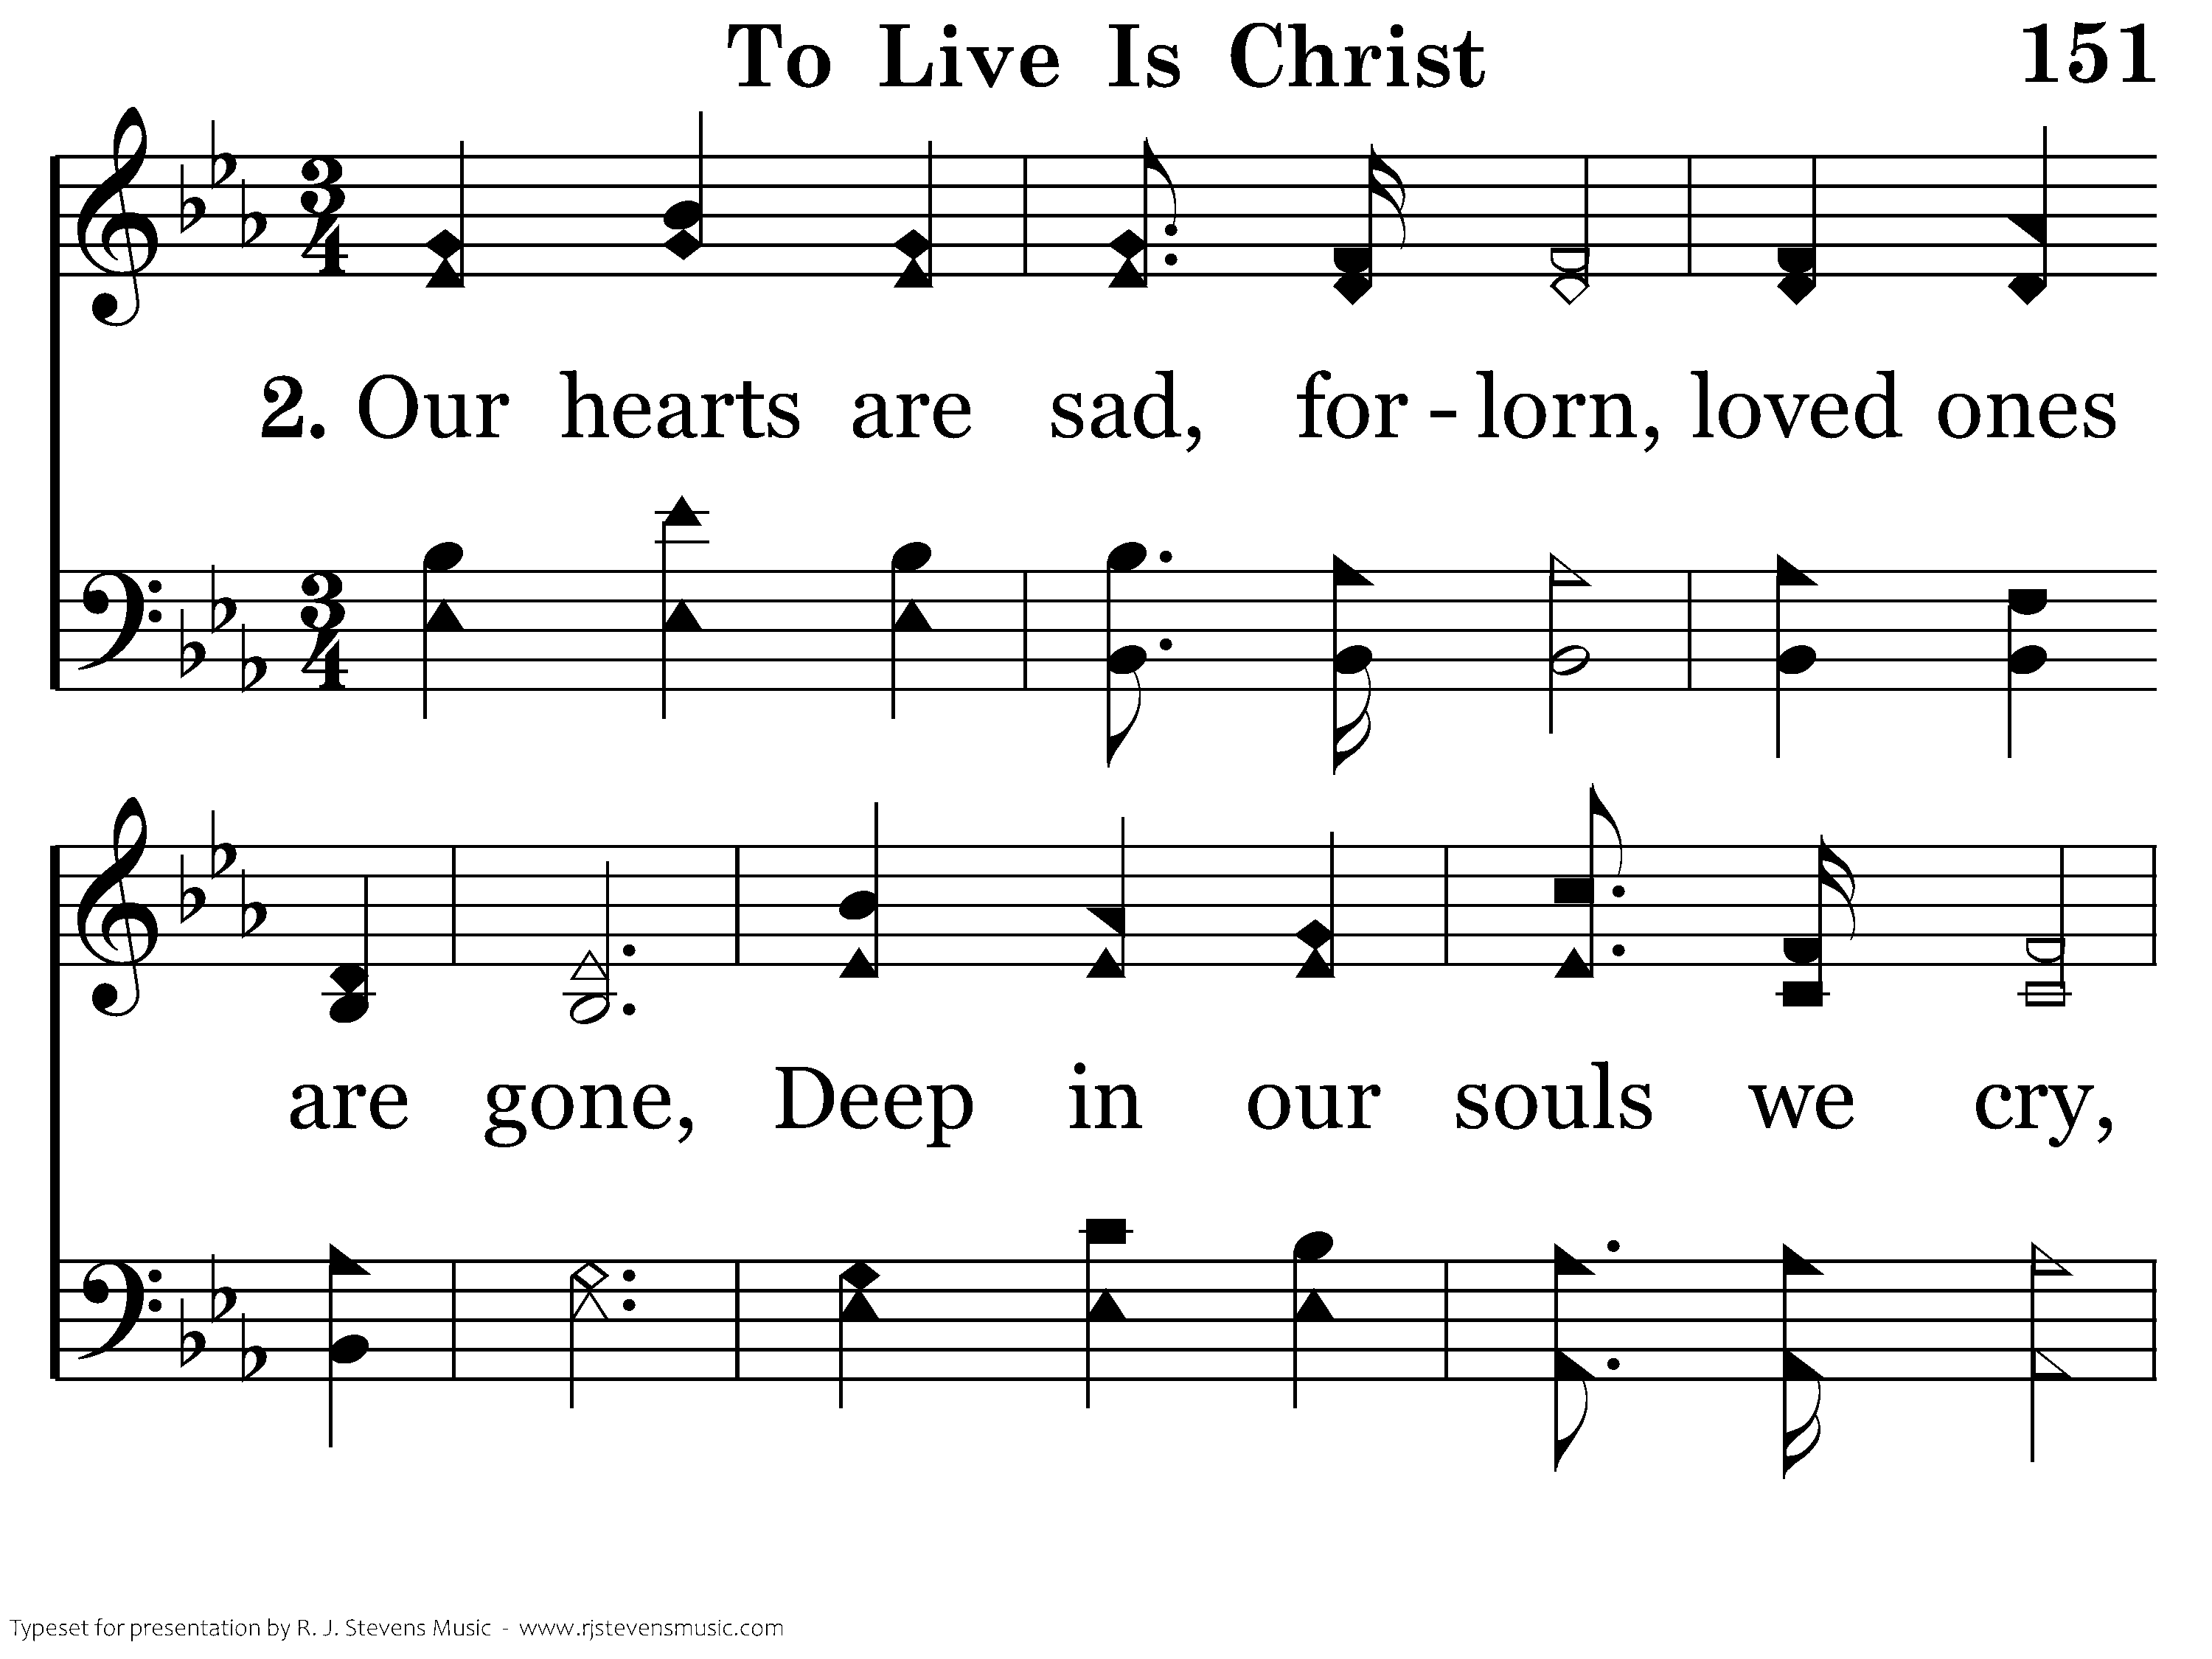 To Live Is Christ 151
2. Our hearts are sad, for - lorn, loved ones
are gone, Deep in our souls we cry,
Typeset for presentation by R. J. Stevens Music - www.rjstevensmusic.com